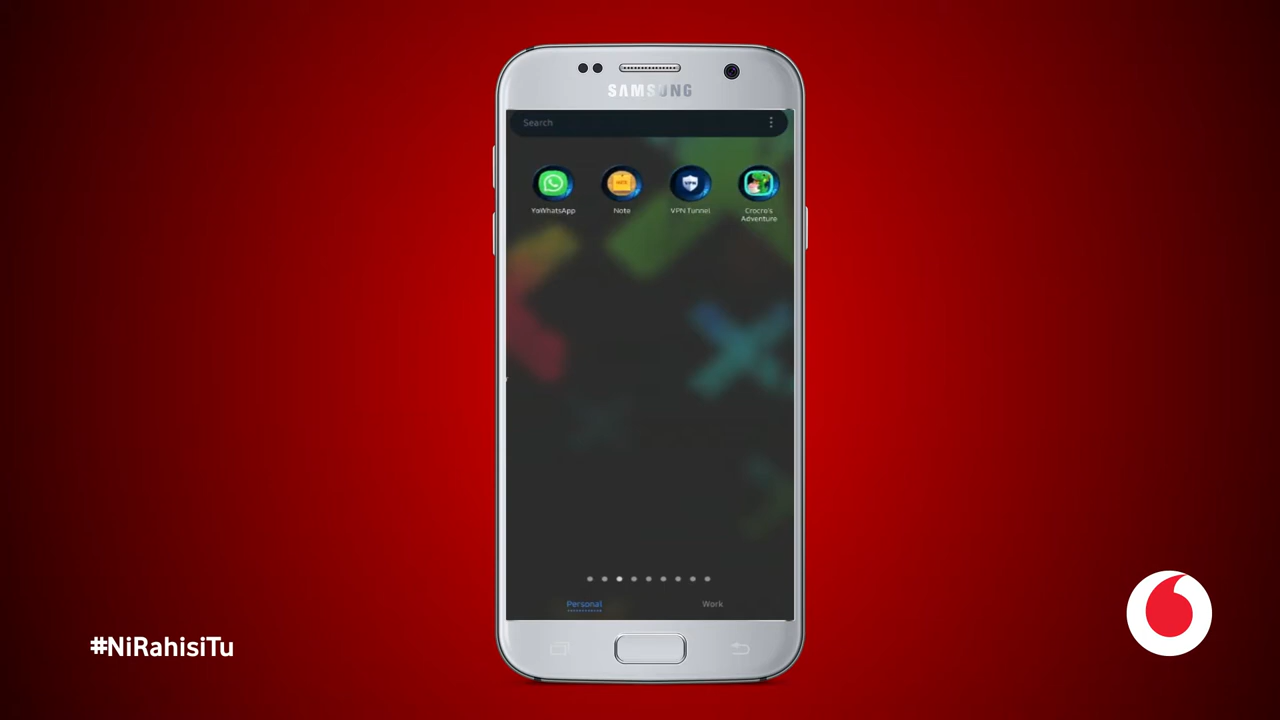 SAMSUNG
Search
YoWhatsApp
Note
VPN Tunnel
Crocro's
Adventure
Personal
Work
#NiRahisiTu